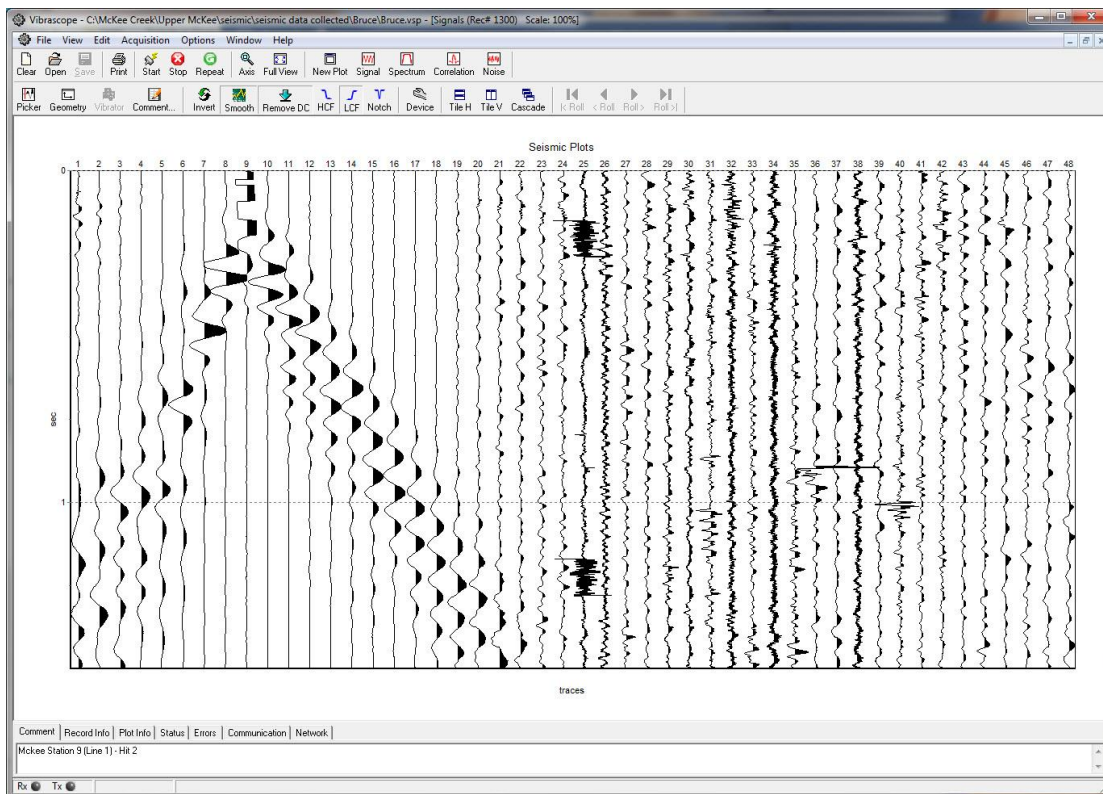 Vibrascope - C:\McKee Creek\Upper McKee\seismic\seismic data collected\Bruce\Bruce.vsp - [Signals (Rec# 1300) Scale: 100%]
File View Edit Acquisition Options Window Help
Clear Open Save Print Start Stop Repeat Axis Full View New Plot Signal Spectrum Correlation Noise
Picker Geometry Vibrator Comment... Invert Smooth Remove DC HCF LCF Notch Device Tile H Tile V Cascade |< Roll < Roll Roll > Roll >|
Seismic Plots
1 2 3 4 5 6 7 8 9 10 11 12 13 14 15 16 17 18 19 20 21 22 23 24 25 26 27 28 29 30 31 32 33 34 35 36 37 38 39 40 41 42 43 44 45 46 47 48
0
sec
1
traces
Comment Record Info Plot Info Status Errors Communication Network
Mckee Station 9 (Line 1) - Hit 2
Rx Tx